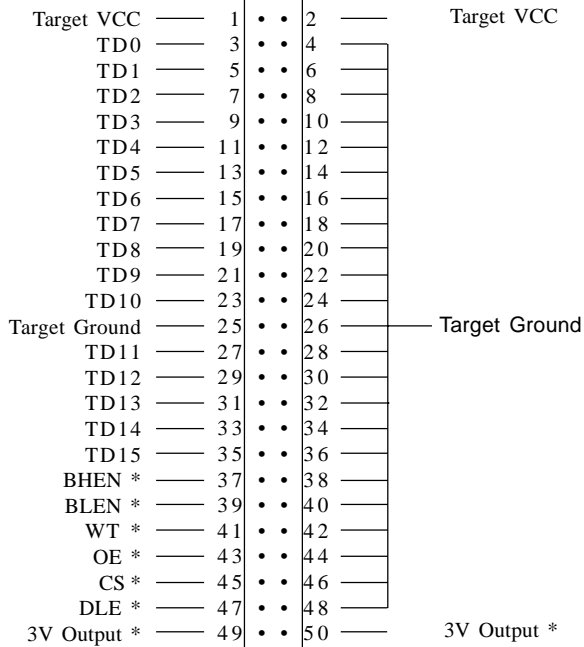 Target VCC 1 2 Target VCC
TD0 3 4
TD1 5 6
TD2 7 8
TD3 9 10
TD4 11 12
TD5 13 14
TD6 15 16
TD7 17 18
TD8 19 20
TD9 21 22
TD10 23 24
Target Ground 25 26 Target Ground
TD11 27 28
TD12 29 30
TD13 31 32
TD14 33 34
TD15 35 36
BHEN * 37 38
BLEN * 39 40
WT * 41 42
OE * 43 44
CS * 45 46
DLE * 47 48
3V Output * 49 50 3V Output *